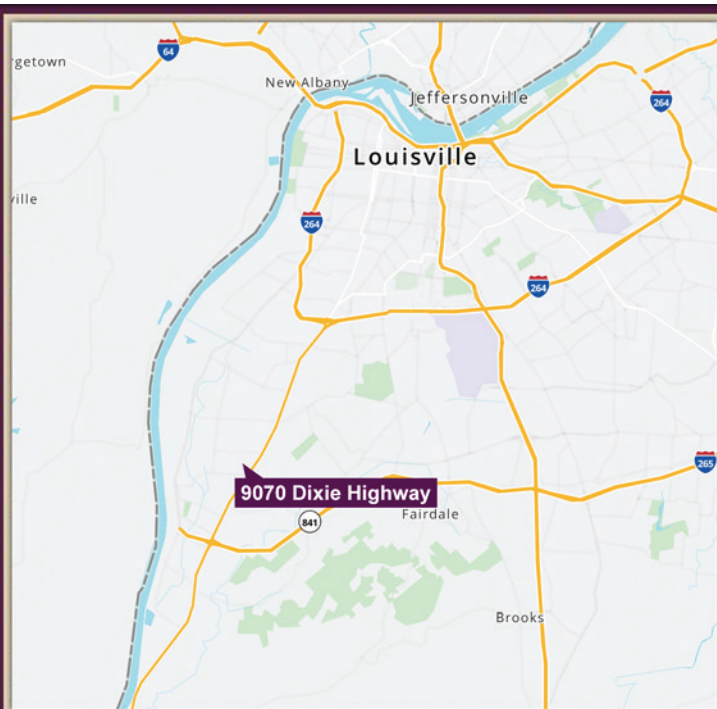 64
rgetown
New Albany
Jeffersonville
264
Louisville
ville
264
264
265
9070 Dixie Highway
841
Fairdale
Brooks